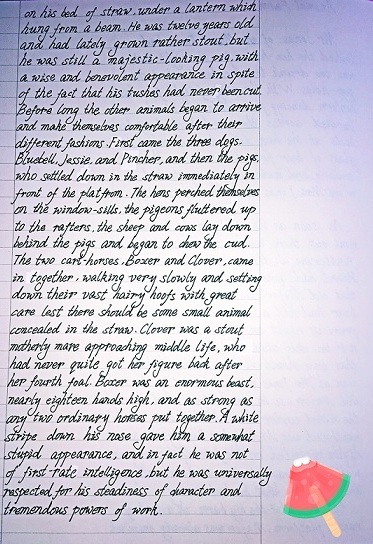 on his bed of straw, under a lantern which
hung from a beam. He was twelve years old
and had lately grown rather stout, but
he was still a majestic-looking pig, with
a wise and benevolent appearance in spite
of the fact that his tushes had never been cut.
Before long the other animals began to arrive
and make themselves comfortable after their
different fashions. First came the three dogs.
Bluebell, Jessie, and Pincher, and then the pigs,
who settled down in the straw immediately in
front of the platfrom. The hens perched themselves
on the window-sills, the pigeons fluttered up
to the rafters, the sheep and cows lay down
behind the pigs and began to chew the cud.
The two cart-horses, Boxer and Clover, came
in together, walking very slowly and setting
down their vast hairy hoofs with great
care lest there should be some small animal
concealed in the straw. Clover was a stout
motherly mare approaching middle life, who
had never quite got her figure back after
her fourth foal. Boxer was an enormous beast,
nearly eighteen hands high, and as strong as
any two ordinary horses put together. A white
stripe down his nose gave him a somewhat
stupid appearance, and in fact he was not
of first-rate intelligence, but he was universally
respected for his steadiness of character and
tremendous powers of work.